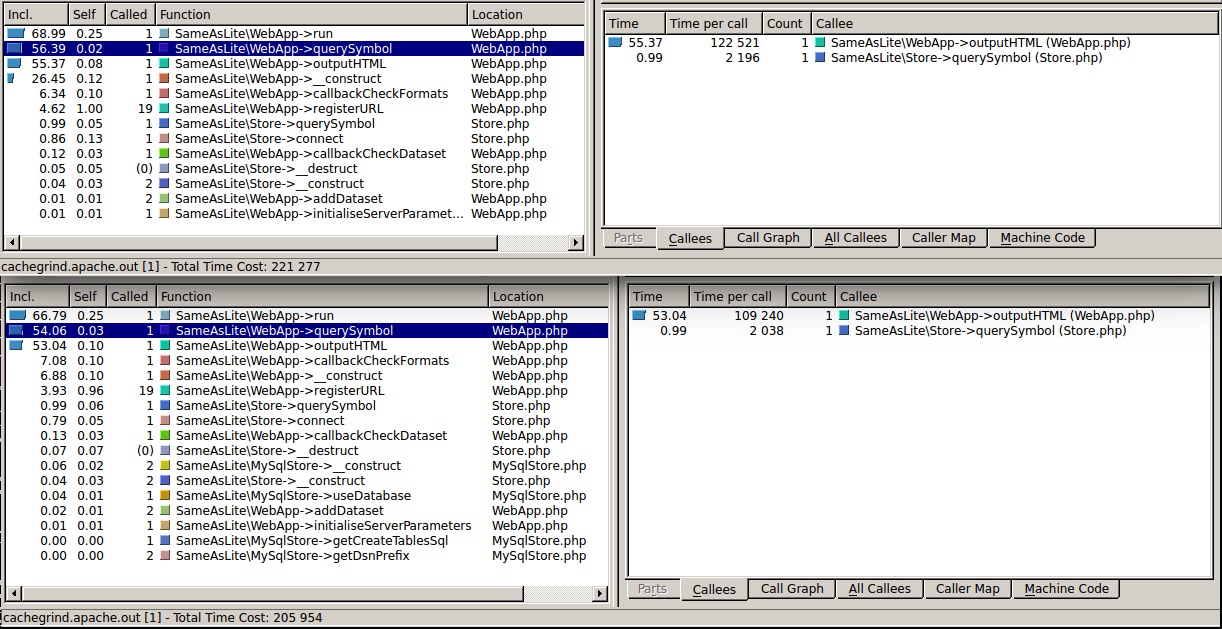 Incl. Self Called Function Location
68.99 0.25 1 SameAsLite\WebApp->run WebApp.php
56.39 0.02 1 SameAsLite\WebApp->querySymbol WebApp.php
55.37 0.08 1 SameAsLite\WebApp->outputHTML WebApp.php
26.45 0.12 1 SameAsLite\WebApp->__construct WebApp.php
6.34 0.10 1 SameAsLite\WebApp->callbackCheckFormats WebApp.php
4.62 1.00 19 SameAsLite\WebApp->registerURL WebApp.php
0.99 0.05 1 SameAsLite\Store->querySymbol Store.php
0.86 0.13 1 SameAsLite\Store->connect Store.php
0.12 0.03 1 SameAsLite\WebApp->callbackCheckDataset WebApp.php
0.05 0.05 (0) SameAsLite\Store->__destruct Store.php
0.04 0.03 2 SameAsLite\Store->__construct Store.php
0.01 0.01 2 SameAsLite\WebApp->addDataset WebApp.php
0.01 0.01 1 SameAsLite\WebApp->initialiseServerParamet... WebApp.php
Time Time per call Count Callee
55.37 122 521 1 SameAsLite\WebApp->outputHTML (WebApp.php)
0.99 2 196 1 SameAsLite\Store->querySymbol (Store.php)
Parts Callees Call Graph All Callees Caller Map Machine Code
cachegrind.apache.out [1] - Total Time Cost: 221 277
Incl. Self Called Function Location
66.79 0.25 1 SameAsLite\WebApp->run WebApp.php
54.06 0.03 1 SameAsLite\WebApp->querySymbol WebApp.php
53.04 0.10 1 SameAsLite\WebApp->outputHTML WebApp.php
7.08 0.10 1 SameAsLite\WebApp->callbackCheckFormats WebApp.php
6.88 0.10 1 SameAsLite\WebApp->__construct WebApp.php
3.93 0.96 19 SameAsLite\WebApp->registerURL WebApp.php
0.99 0.06 1 SameAsLite\Store->querySymbol Store.php
0.79 0.05 1 SameAsLite\Store->connect Store.php
0.13 0.03 1 SameAsLite\WebApp->callbackCheckDataset WebApp.php
0.07 0.07 (0) SameAsLite\Store->__destruct Store.php
0.06 0.02 2 SameAsLite\MySqlStore->__construct MySqlStore.php
0.04 0.03 2 SameAsLite\Store->__construct Store.php
0.04 0.01 1 SameAsLite\MySqlStore->useDatabase MySqlStore.php
0.02 0.01 2 SameAsLite\WebApp->addDataset WebApp.php
0.01 0.01 1 SameAsLite\WebApp->initialiseServerParameters WebApp.php
0.00 0.00 1 SameAsLite\MySqlStore->getCreateTablesSql MySqlStore.php
0.00 0.00 2 SameAsLite\MySqlStore->getDsnPrefix MySqlStore.php
Time Time per call Count Callee
53.04 109 240 1 SameAsLite\WebApp->outputHTML (WebApp.php)
0.99 2 038 1 SameAsLite\Store->querySymbol (Store.php)
Parts Callees Call Graph All Callees Caller Map Machine Code
cachegrind.apache.out [1] - Total Time Cost: 205 954